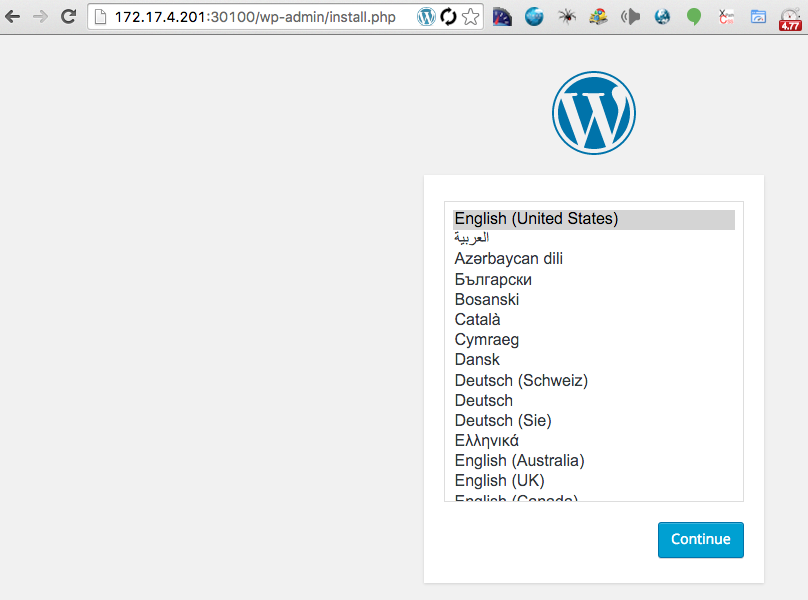 172.17.4.201:30100/wp-admin/install.php
4.77
English (United States)
العربية
Azərbaycan dili
Български
Bosanski
Català
Cymraeg
Dansk
Deutsch (Schweiz)
Deutsch
Deutsch (Sie)
Ελληνικά
English (Australia)
English (UK)
English (Canada)
Continue